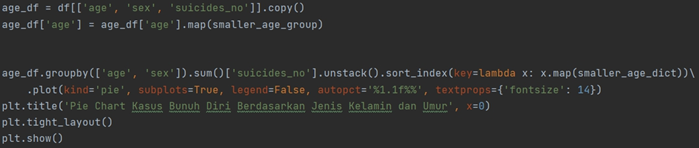 age_df = df[['age', 'sex', 'suicides_no']].copy()
age_df['age'] = age_df['age'].map(smaller_age_group)
age_df.groupby(['age', 'sex']).sum()['suicides_no'].unstack().sort_index(key=lambda x: x.map(smaller_age_dict))\
.plot(kind='pie', subplots=True, legend=False, autopct='%1.1f%%', textprops={'fontsize': 14})
plt.title('Pie Chart Kasus Bunuh Diri Berdasarkan Jenis Kelamin dan Umur', x=0)
plt.tight_layout()
plt.show()